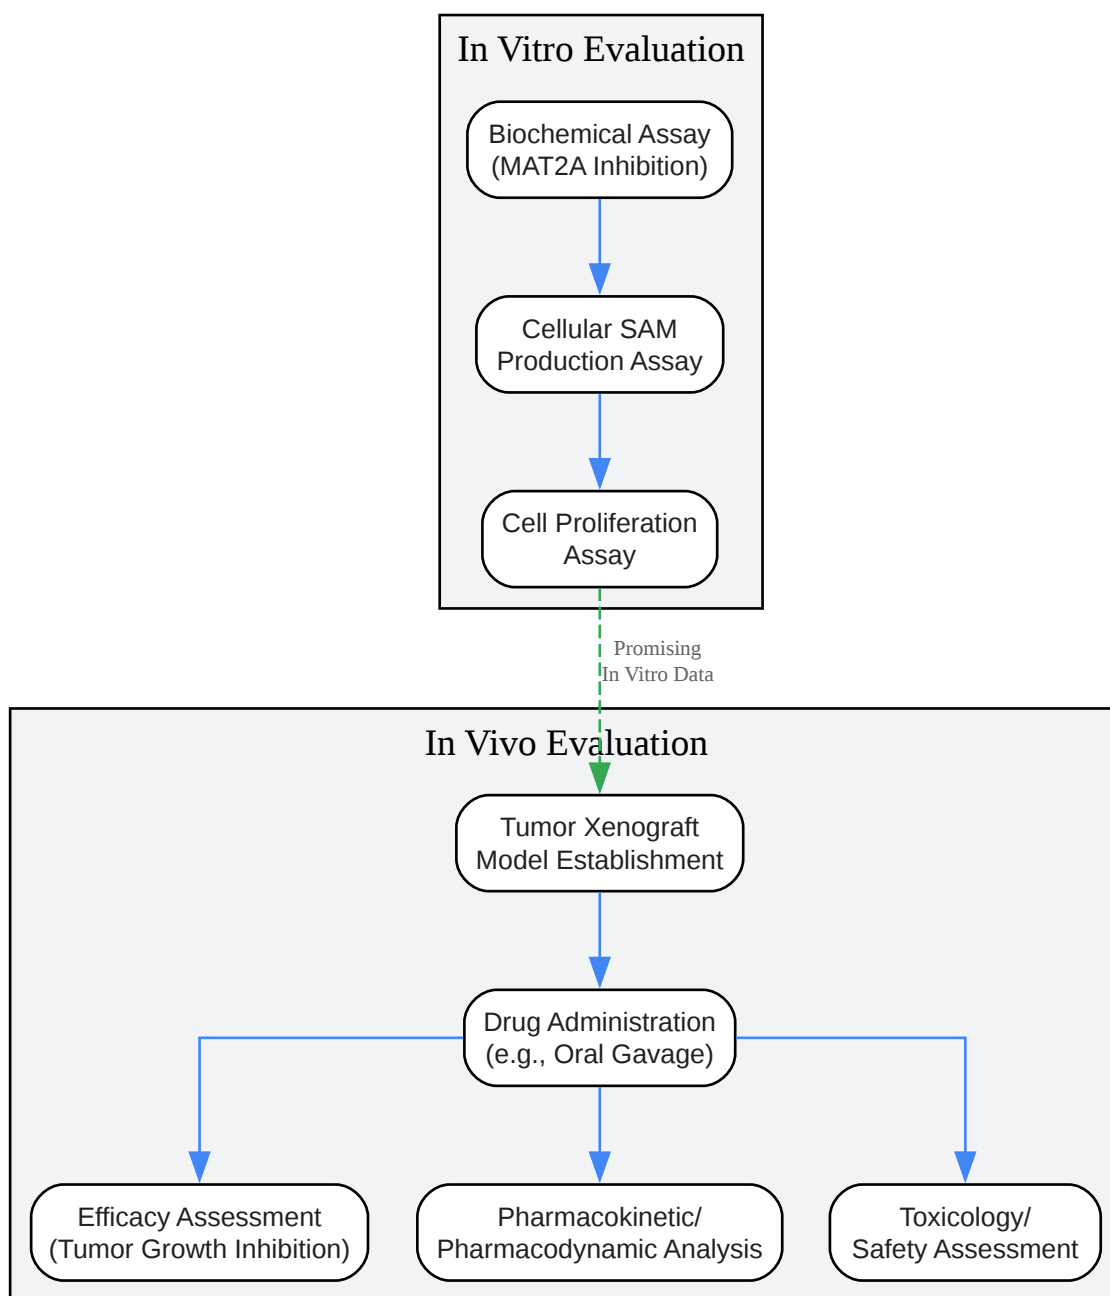 In Vitro Evaluation
Biochemical Assay
(MAT2A Inhibition)
Cellular SAM
Production Assay
Cell Proliferation
Assay
Promising
In Vitro Data
In Vivo Evaluation
Tumor Xenograft
Model Establishment
Drug Administration
(e.g., Oral Gavage)
Efficacy Assessment
(Tumor Growth Inhibition)
Pharmacokinetic/
Pharmacodynamic Analysis
Toxicology/
Safety Assessment